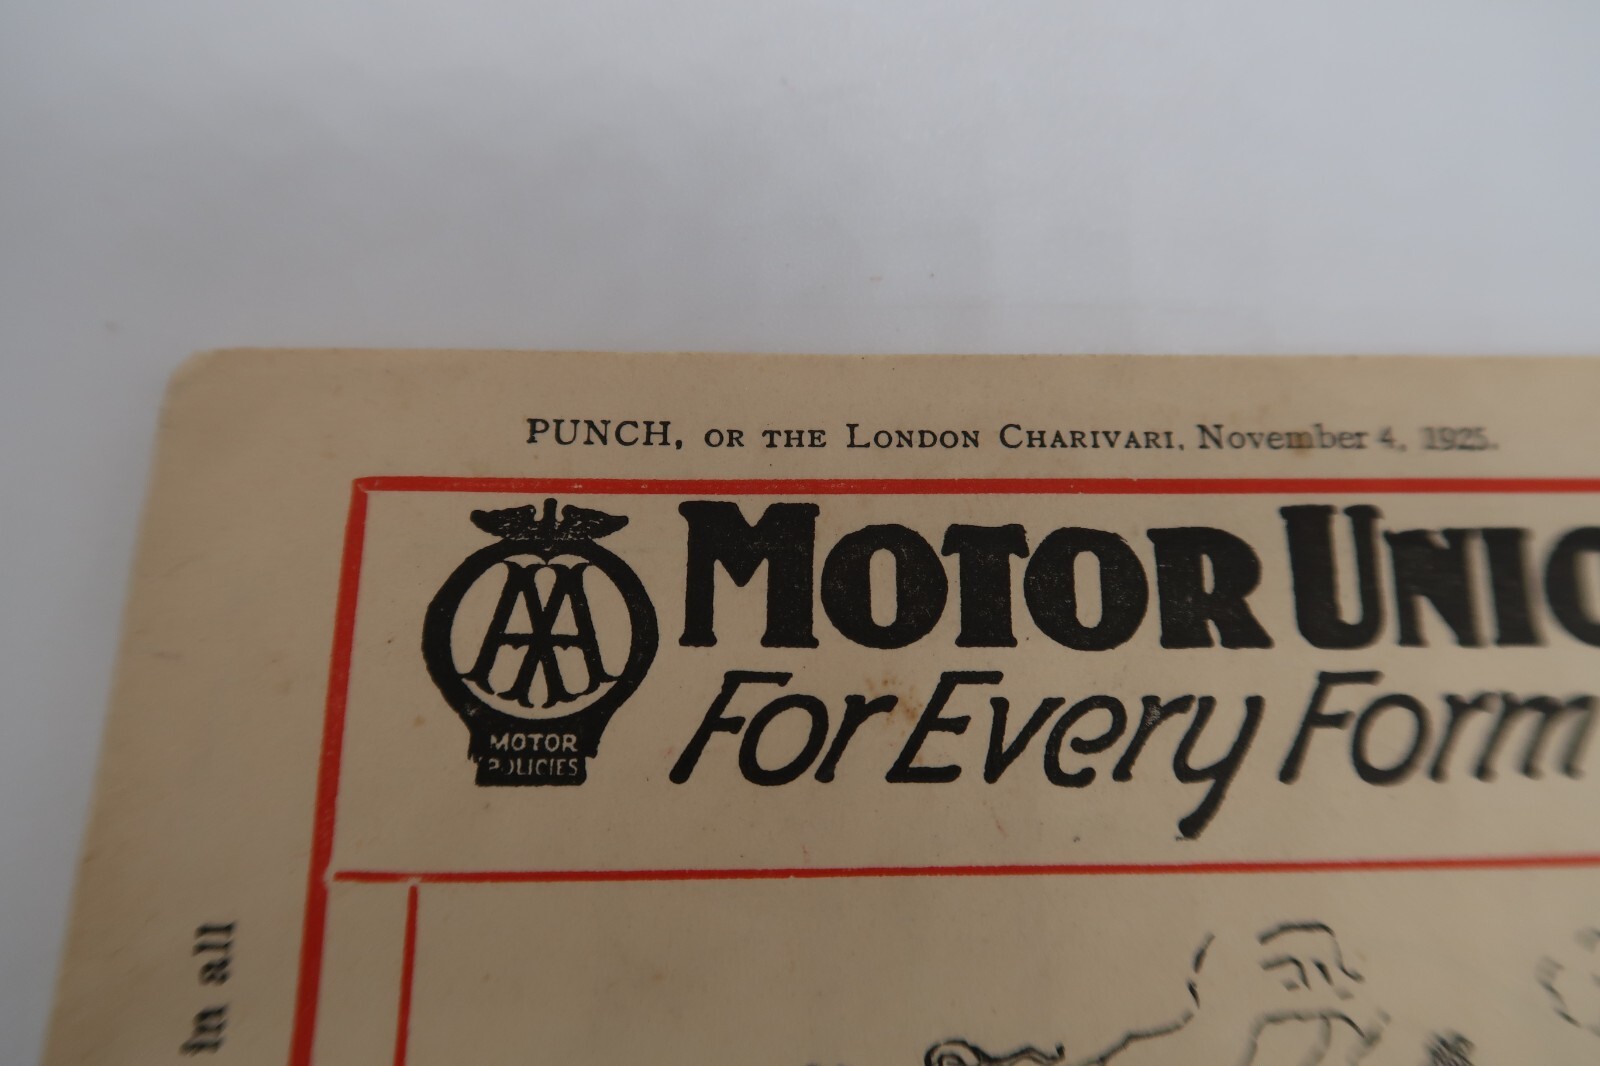 PUNCH, OR THE LONDON CHARIVARI, November 4, 1925.
AA
MOTOR
POLICIES
MOTOR UNIO
For Every Form
in all